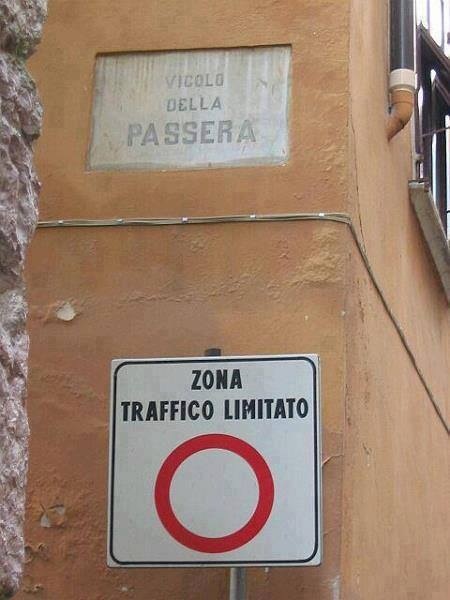 VICOLO
DELLA
PASSERA
ZONA
TRAFFICO LIMITATO